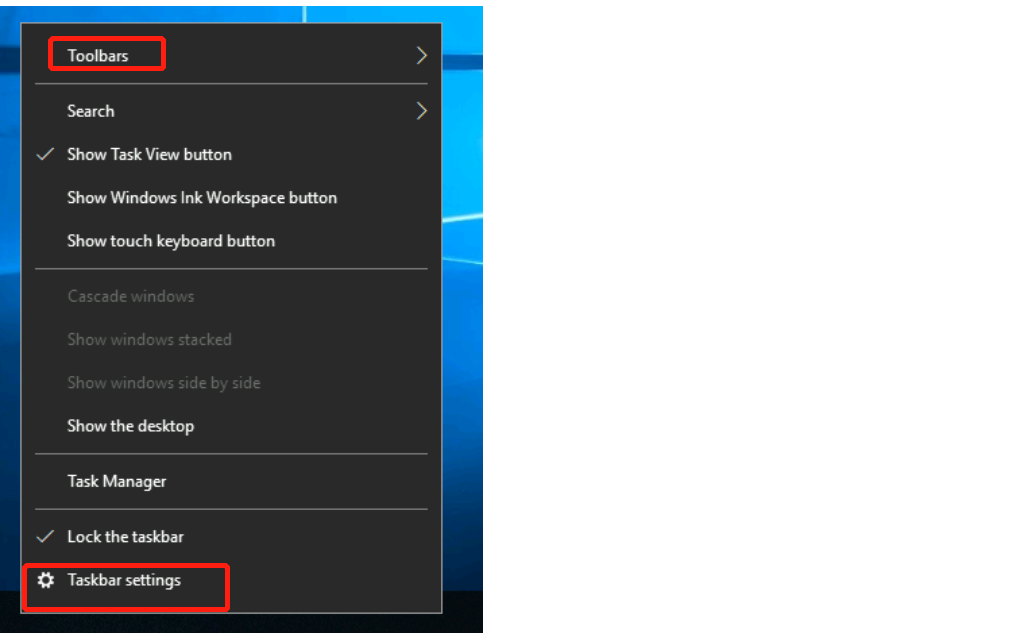 Toolbars
Search
Show Task View button
Show Windows Ink Workspace button
Show touch keyboard button
Cascade windows
Show windows stacked
Show windows side by side
Show the desktop
Task Manager
Lock the taskbar
Taskbar settings